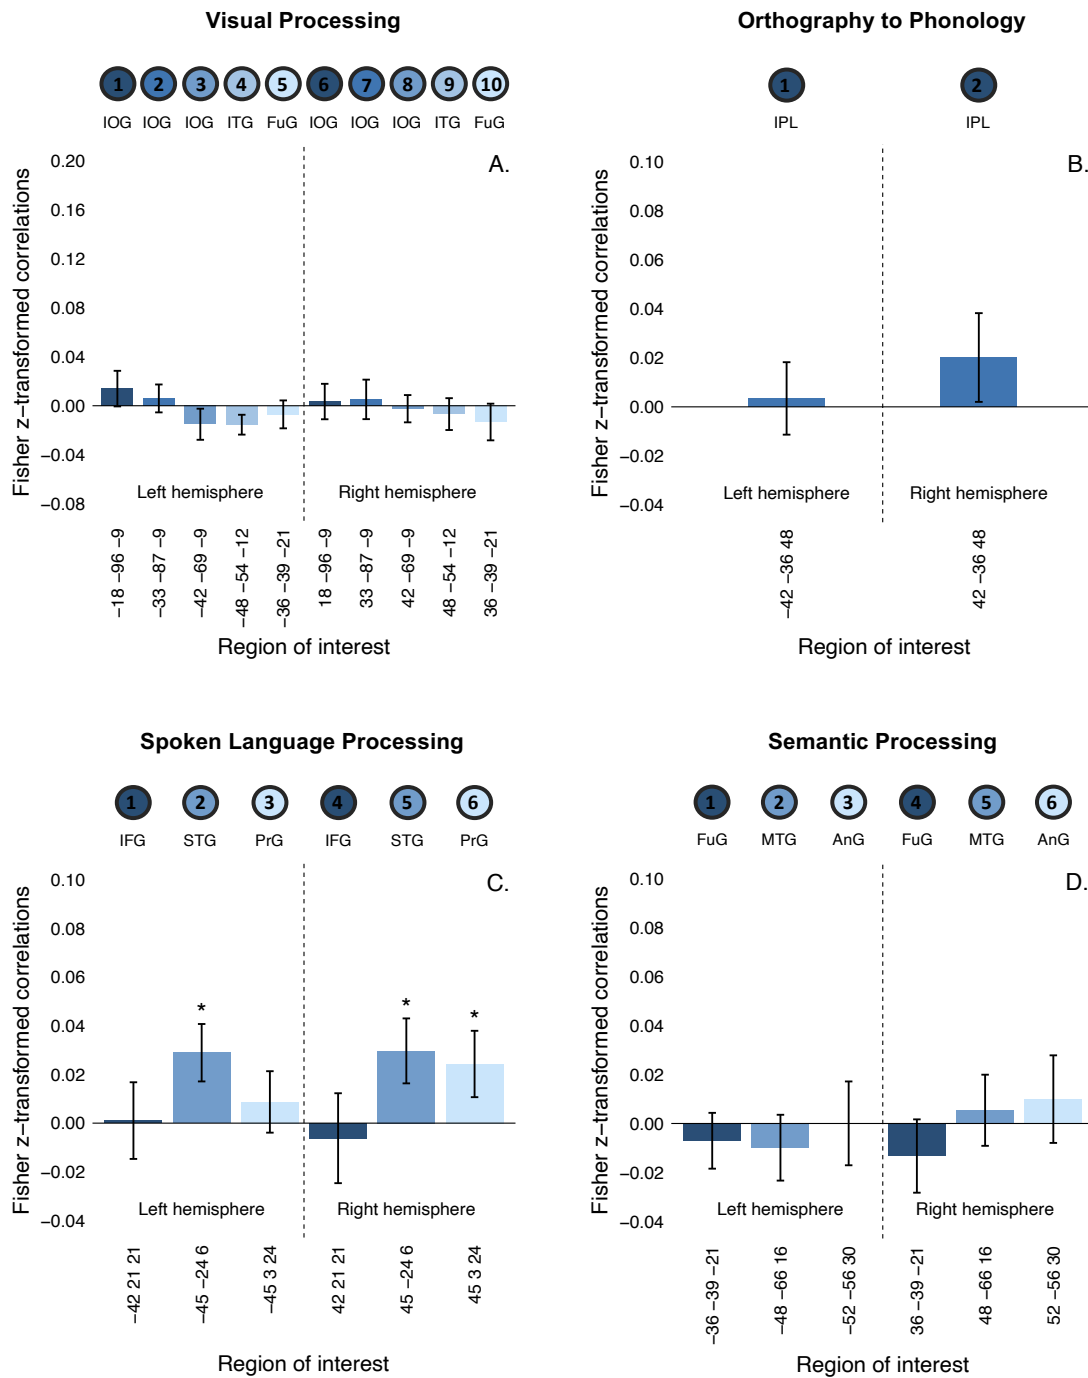 Visual Processing
1 2 3 4 5 6 7 8 9 10
IOG IOG IOG ITG FuG IOG IOG IOG ITG FuG
A.
Fisher z−transformed correlations
0.20
0.16
0.12
0.08
0.04
0.00
−0.04
−0.08
Left hemisphere Right hemisphere
−18 −96 −9
−33 −87 −9
−42 −69 −9
−48 −54 −12
−36 −39 −21
18 −96 −9
33 −87 −9
42 −69 −9
48 −54 −12
36 −39 −21
Region of interest
Orthography to Phonology
1 2
IPL IPL
B.
Fisher z−transformed correlations
0.10
0.08
0.06
0.04
0.02
0.00
−0.02
−0.04
Left hemisphere Right hemisphere
−42 −36 48
42 −36 48
Region of interest
Spoken Language Processing
1 2 3 4 5 6
IFG STG PrG IFG STG PrG
C.
Fisher z−transformed correlations
0.10
0.08
0.06
0.04
0.02
0.00
−0.02
−0.04
* * *
Left hemisphere Right hemisphere
−42 21 21
−45 −24 6
−45 3 24
42 21 21
45 −24 6
45 3 24
Region of interest
Semantic Processing
1 2 3 4 5 6
FuG MTG AnG FuG MTG AnG
D.
Fisher z−transformed correlations
0.10
0.08
0.06
0.04
0.02
0.00
−0.02
−0.04
Left hemisphere Right hemisphere
−36 −39 −21
−48 −66 16
−52 −56 30
36 −39 −21
48 −66 16
52 −56 30
Region of interest